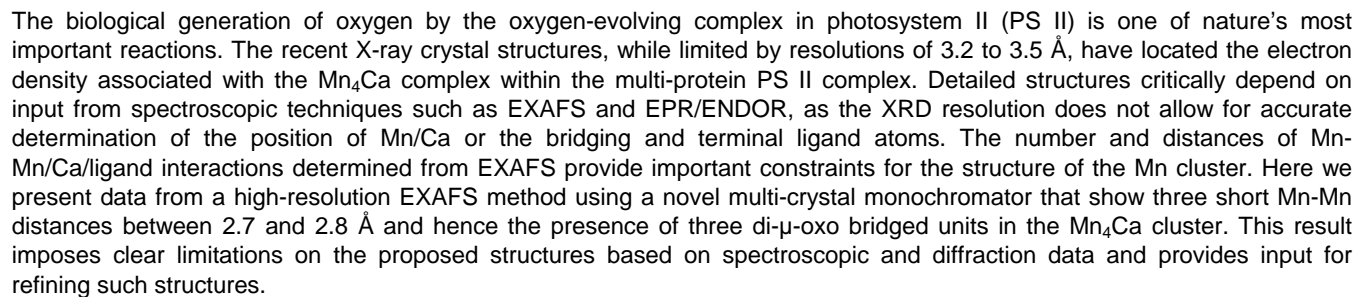 The biological generation of oxygen by the oxygen-evolving complex in photosystem II (PS II) is one of nature's most
important reactions. The recent X-ray crystal structures, while limited by resolutions of 3.2 to 3.5 Å, have located the electron
density associated with the Mn₄Ca complex within the multi-protein PS II complex. Detailed structures critically depend on
input from spectroscopic techniques such as EXAFS and EPR/ENDOR, as the XRD resolution does not allow for accurate
determination of the position of Mn/Ca or the bridging and terminal ligand atoms. The number and distances of Mn-
Mn/Ca/ligand interactions determined from EXAFS provide important constraints for the structure of the Mn cluster. Here we
present data from a high-resolution EXAFS method using a novel multi-crystal monochromator that show three short Mn-Mn
distances between 2.7 and 2.8 Å and hence the presence of three di-μ-oxo bridged units in the Mn₄Ca cluster. This result
imposes clear limitations on the proposed structures based on spectroscopic and diffraction data and provides input for
refining such structures.